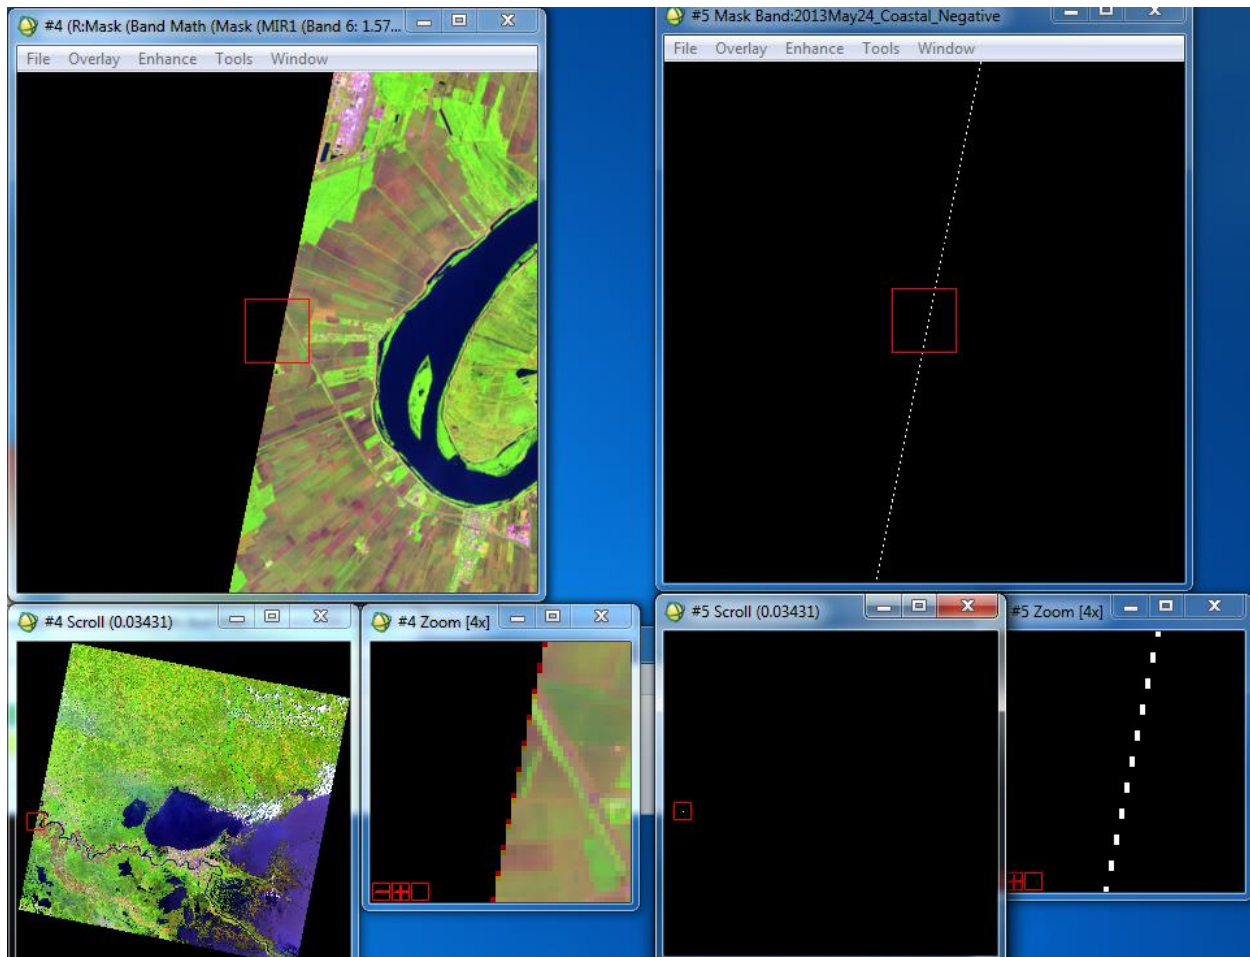 #4 (R:Mask (Band Math (Mask (MIR1 (Band 6: 1.57...
File Overlay Enhance Tools Window
#5 Mask Band:2013May24_Coastal_Negative
File Overlay Enhance Tools Window
#4 Scroll (0.03431)
#4 Zoom [4x]
#5 Scroll (0.03431)
#5 Zoom [4x]